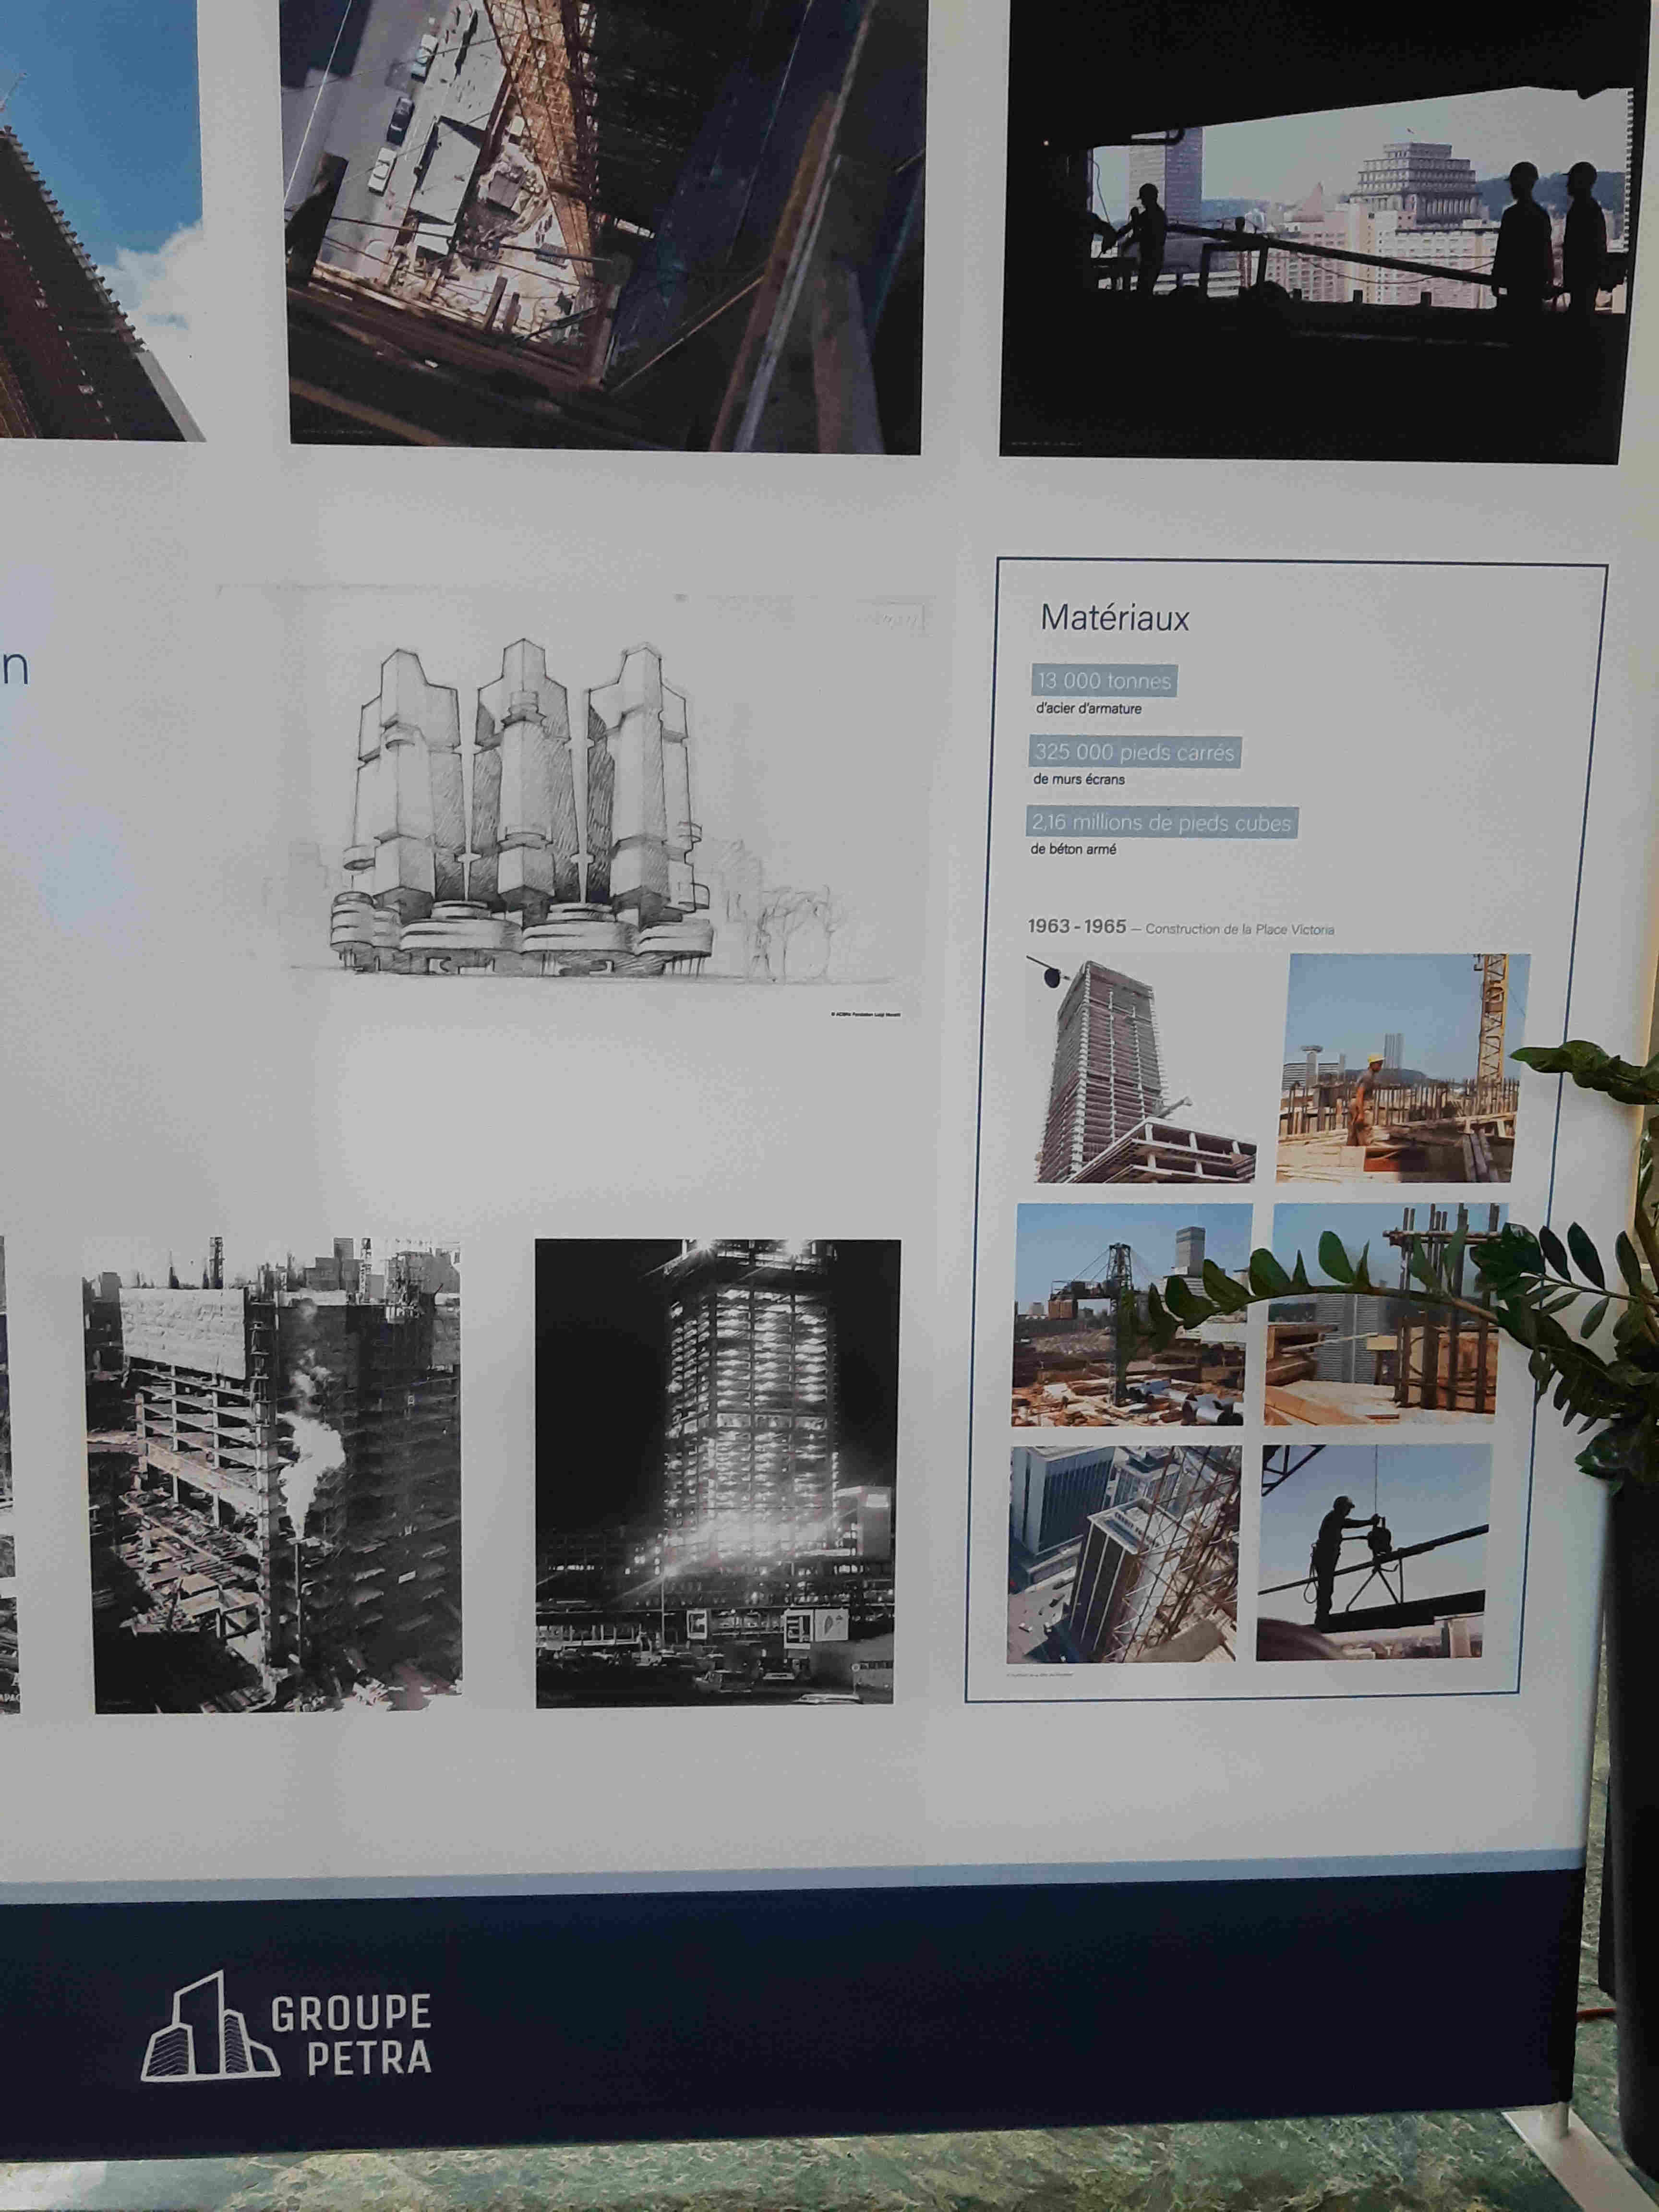 n
Matériaux
13 000 tonnes
d'acier d'armature
325 000 pieds carrés
de murs écrans
2,16 millions de pieds cubes
de béton armé
1963 - 1965 — Construction de la Place Victoria
GROUPE
PETRA